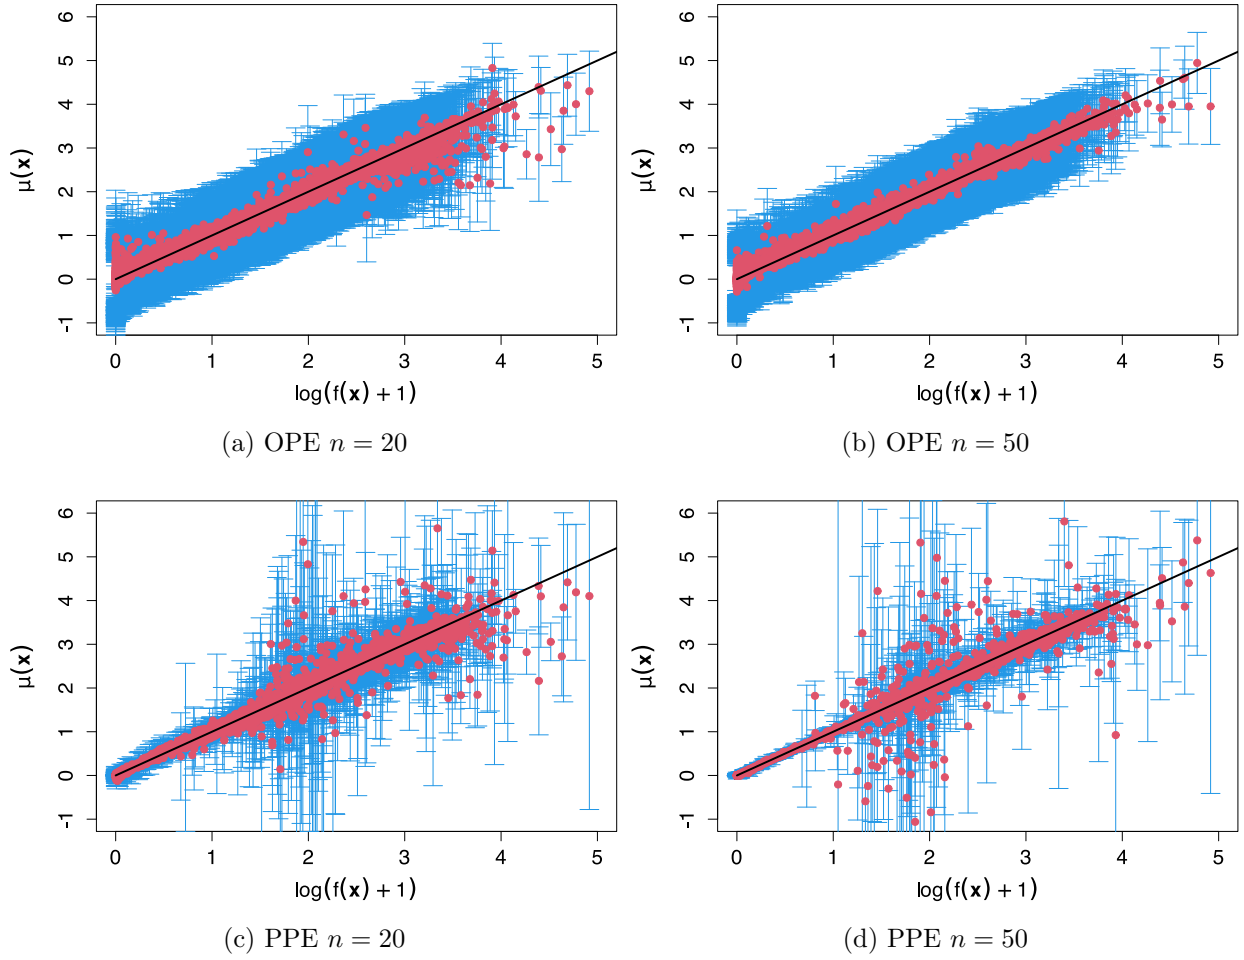 6
5
4
3
2
1
0
-1
μ(x)
0 1 2 3 4 5
log(f(x) + 1)
(a) OPE n = 20
6
5
4
3
2
1
0
-1
μ(x)
0 1 2 3 4 5
log(f(x) + 1)
(b) OPE n = 50
6
5
4
3
2
1
0
-1
μ(x)
0 1 2 3 4 5
log(f(x) + 1)
(c) PPE n = 20
6
5
4
3
2
1
0
-1
μ(x)
0 1 2 3 4 5
log(f(x) + 1)
(d) PPE n = 50